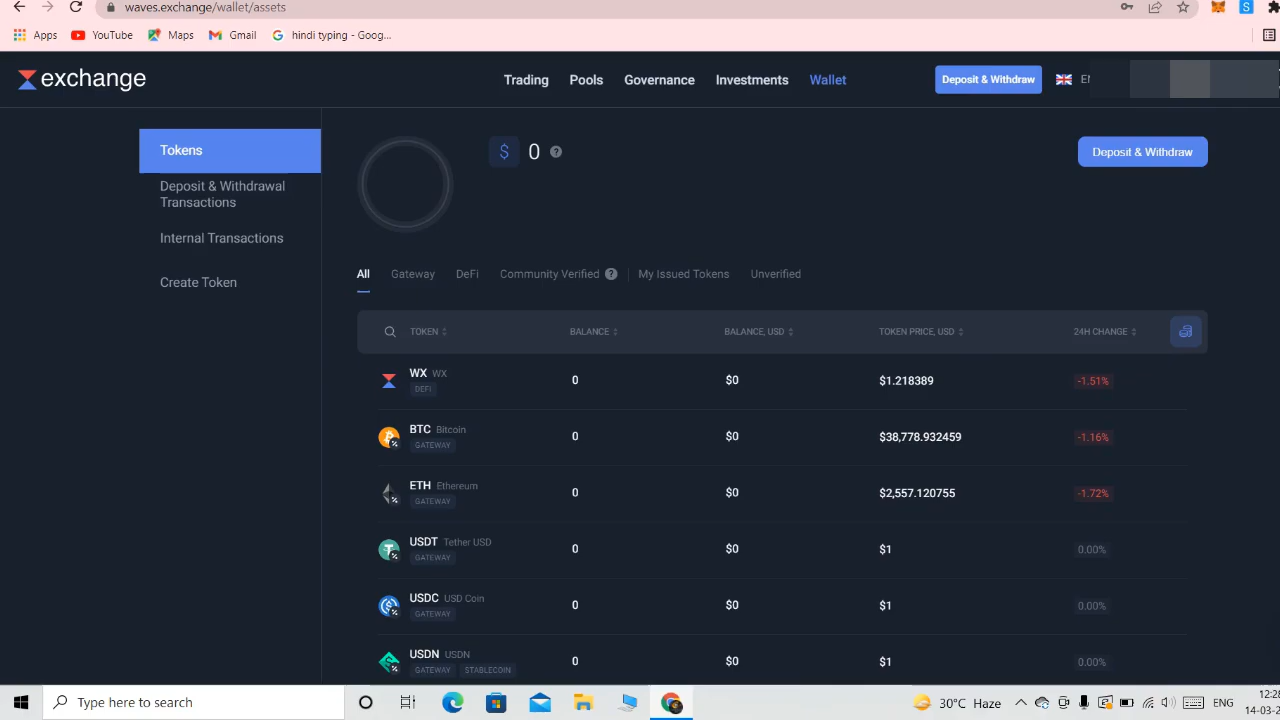 waves.exchange/wallet/assets
S
Apps YouTube Maps Gmail hindi typing - Goog...
exchange Trading Pools Governance Investments Wallet Deposit & Withdraw
Tokens
Deposit & Withdrawal
Transactions
Internal Transactions
Create Token
$ 0 ?
Deposit & Withdraw
All Gateway DeFi Community Verified ? My Issued Tokens Unverified
TOKEN BALANCE BALANCE, USD TOKEN PRICE, USD 24H CHANGE
WX WX 0 $0 $1.218389 -1.51%
DEFI
BTC Bitcoin 0 $0 $38,778.932459 -1.16%
GATEWAY
ETH Ethereum 0 $0 $2,557.120755 -1.72%
GATEWAY
USDT Tether USD 0 $0 $1 0.00%
GATEWAY
USDC USD Coin 0 $0 $1 0.00%
GATEWAY
USDN USDN 0 $0 $1 0.00%
GATEWAY STABLECOIN
Type here to search 30°C Haze ENG
12:28
14-03-2